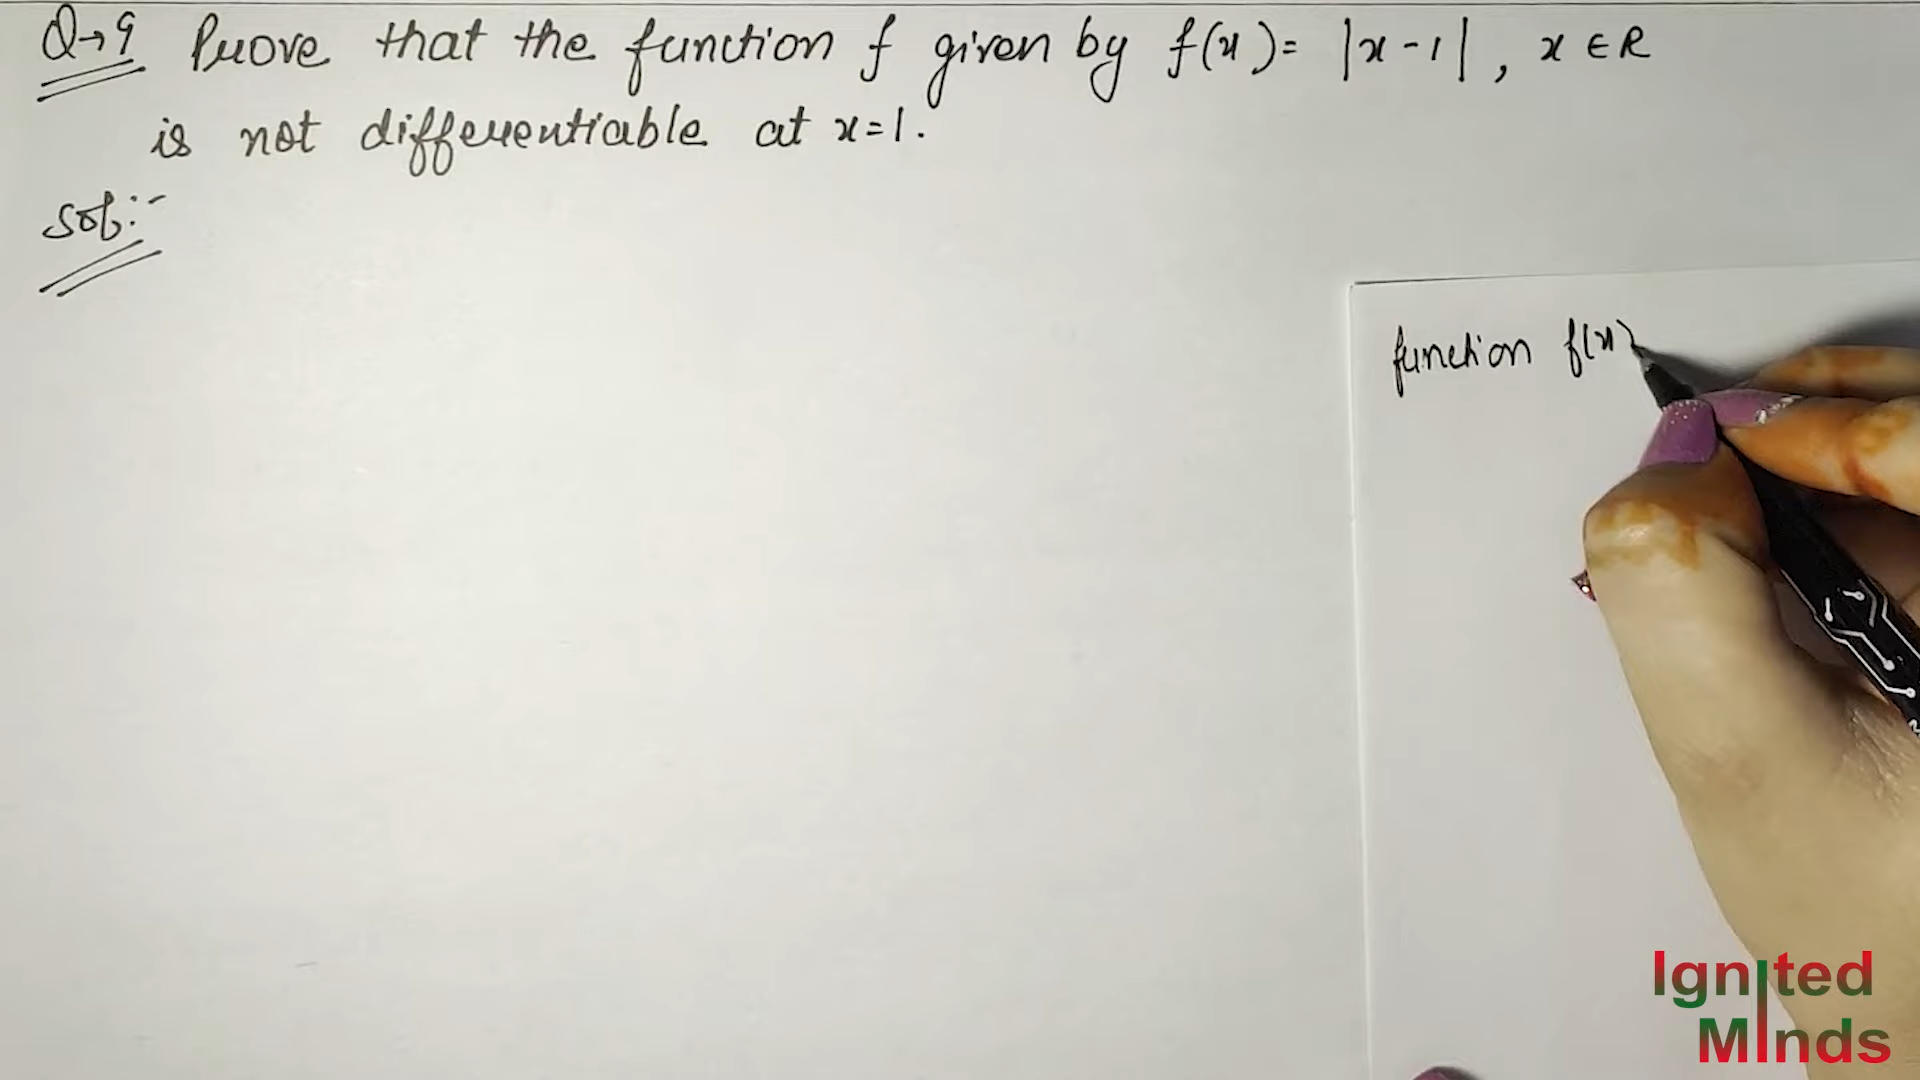 Q→9 Prove that the function f given by f(x)= |x-1|, x∈R
is not differentiable at x=1.
Sol:-
function f(x)
Ignited
Minds